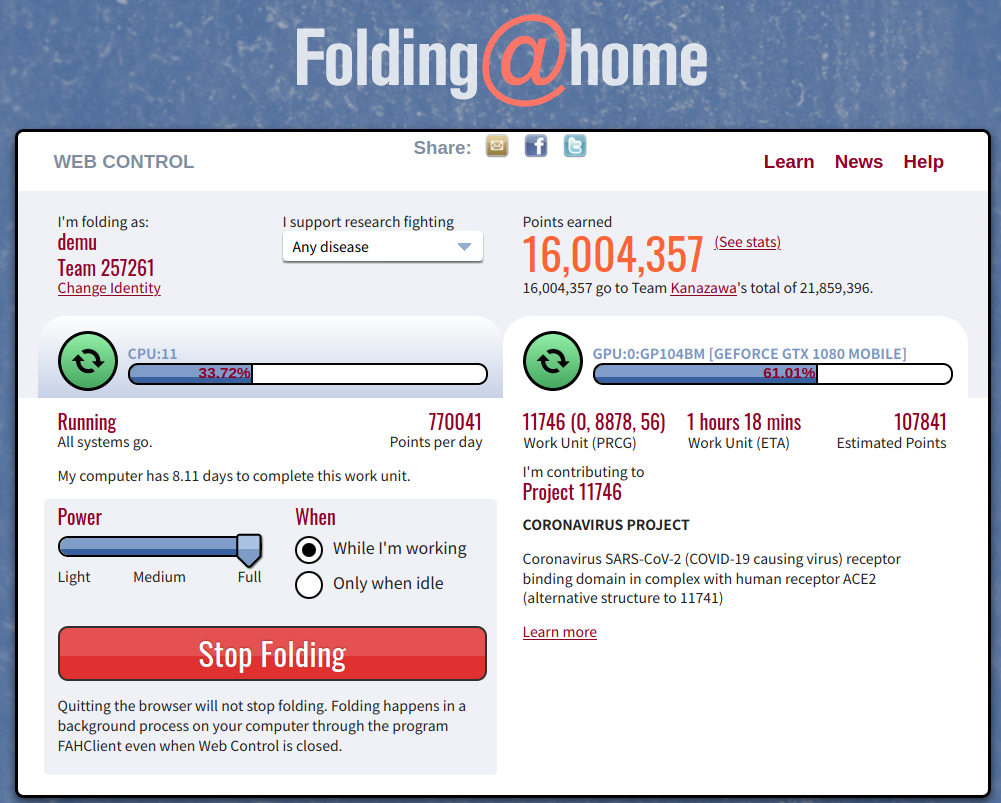 Folding@home
WEB CONTROL
Share:
Learn News Help
I'm folding as:
demu
Team 257261
Change Identity
I support research fighting
Any disease
Points earned
16,004,357 (See stats)
16,004,357 go to Team Kanazawa's total of 21,859,396.
CPU:11
33.72%
GPU:0:GP104BM [GEFORCE GTX 1080 MOBILE]
61.01%
Running
All systems go.
770041
Points per day
My computer has 8.11 days to complete this work unit.
Power
Light Medium Full
When
While I'm working
Only when idle
Stop Folding
Quitting the browser will not stop folding. Folding happens in a
background process on your computer through the program
FAHClient even when Web Control is closed.
11746 (0, 8878, 56)
Work Unit (PRCG)
1 hours 18 mins
Work Unit (ETA)
107841
Estimated Points
I'm contributing to
Project 11746
CORONAVIRUS PROJECT
Coronavirus SARS-CoV-2 (COVID-19 causing virus) receptor
binding domain in complex with human receptor ACE2
(alternative structure to 11741)
Learn more